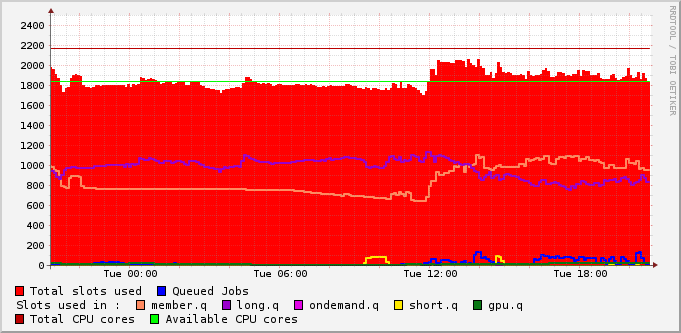 2400
2200
2000
1800
1600
1400
1200
1000
800
600
400
200
0
Tue 00:00 Tue 06:00 Tue 12:00 Tue 18:00
RRDTOOL / TOBI OETIKER
Total slots used Queued Jobs
Slots used in : member.q long.q ondemand.q short.q gpu.q
Total CPU cores Available CPU cores